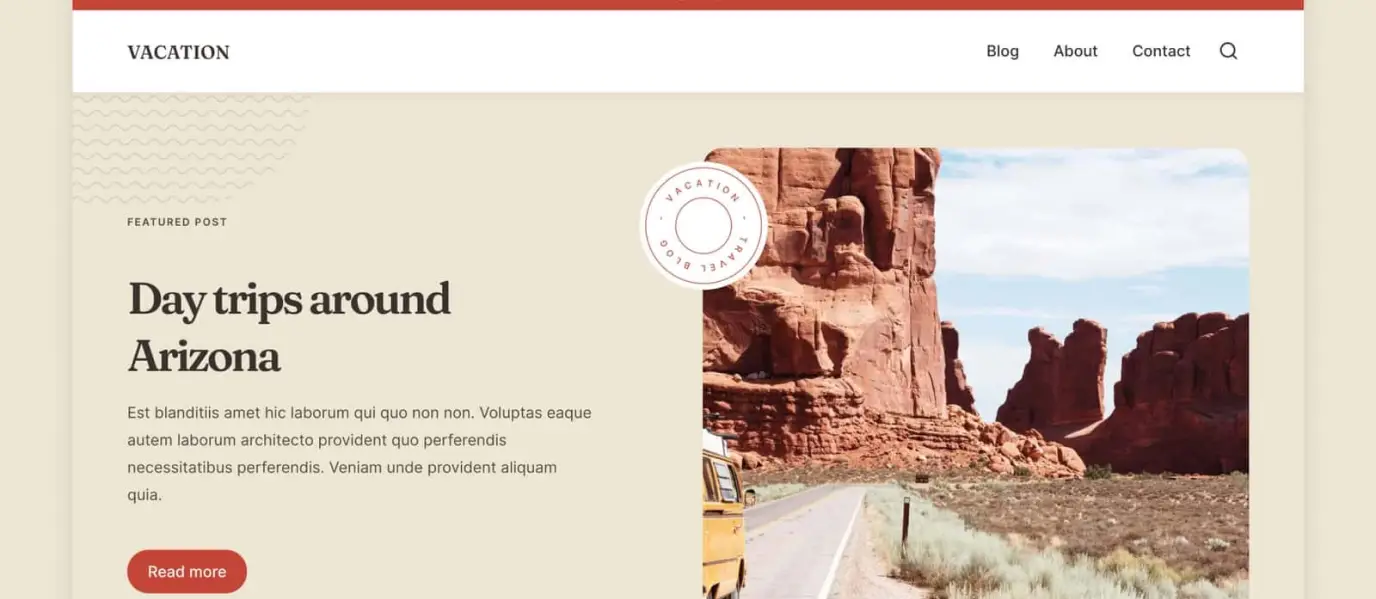 VACATION
Blog About Contact
FEATURED POST
VACATION - TRAVEL BLOG -
Day trips around
Arizona
Est blanditiis amet hic laborum qui quo non non. Voluptas eaque
autem laborum architecto provident quo perferendis
necessitatibus perferendis. Veniam unde provident aliquam
quia.
Read more